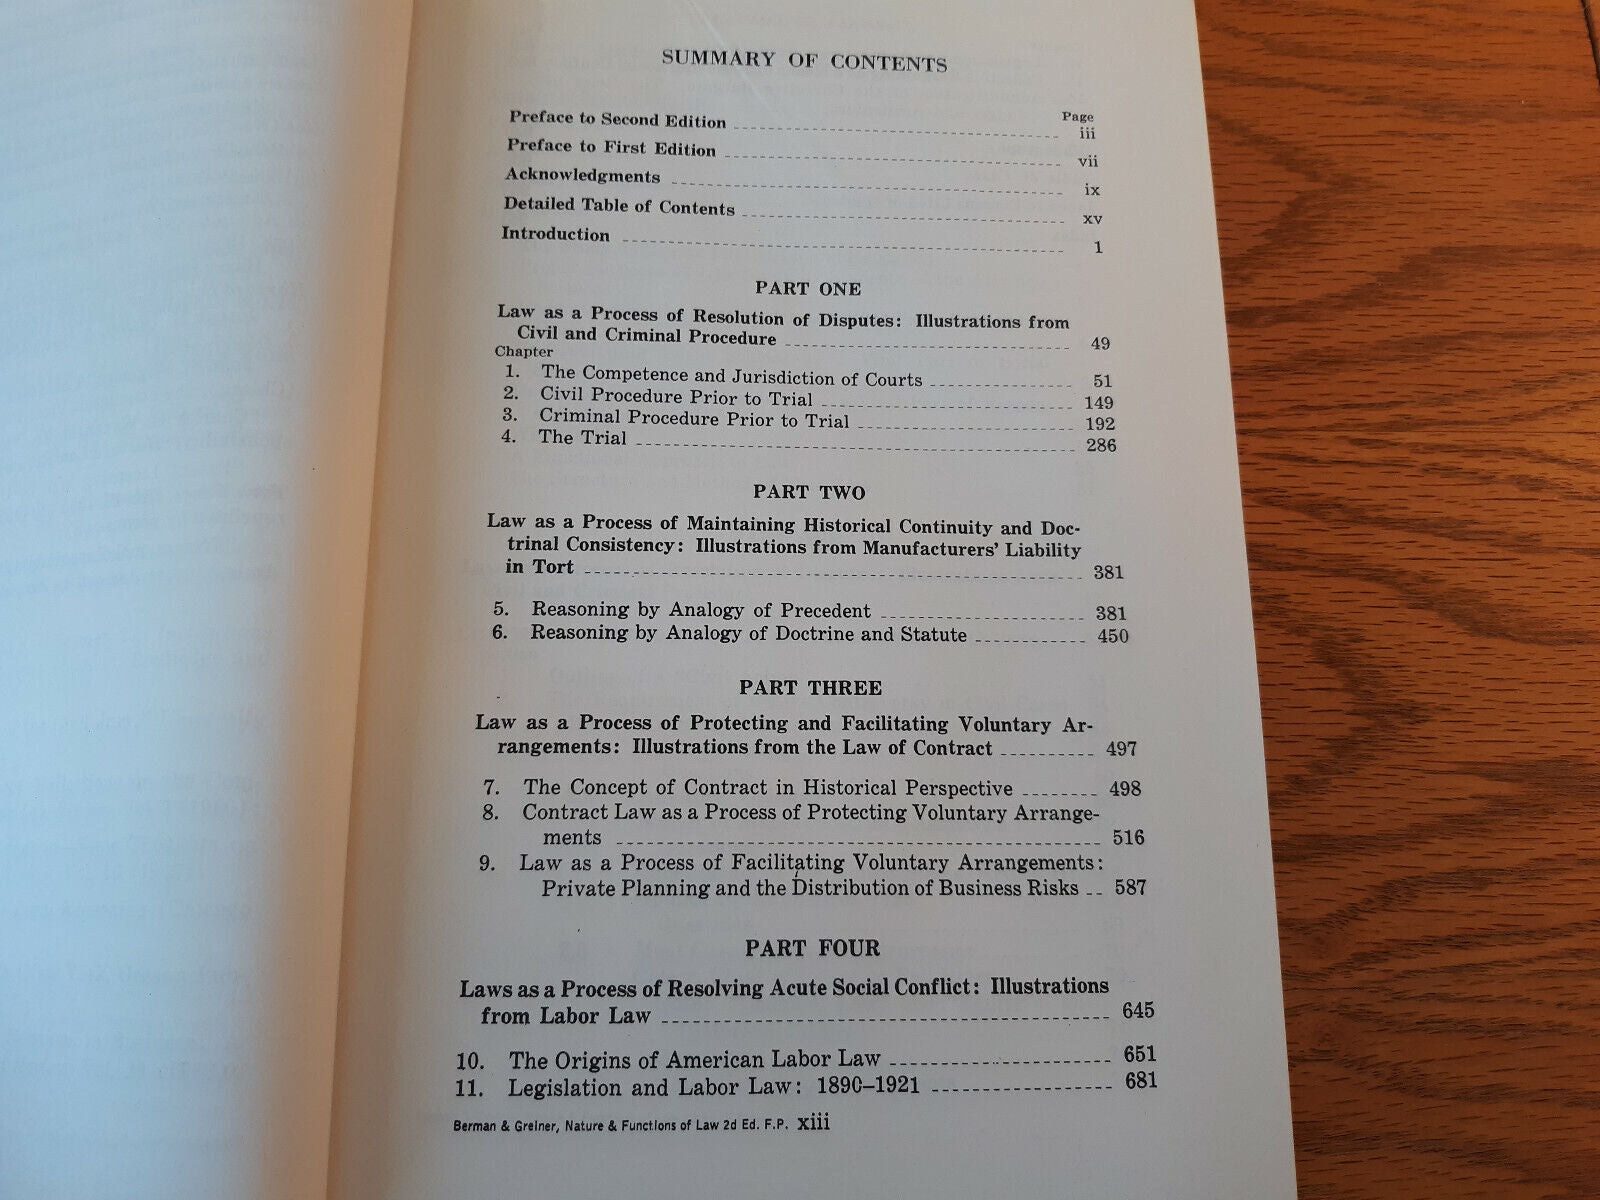 SUMMARY OF CONTENTS
Page
Preface to Second Edition iii
Preface to First Edition vii
Acknowledgments ix
Detailed Table of Contents xv
Introduction 1
PART ONE
Law as a Process of Resolution of Disputes: Illustrations from
Civil and Criminal Procedure 49
Chapter
1. The Competence and Jurisdiction of Courts 51
2. Civil Procedure Prior to Trial 149
3. Criminal Procedure Prior to Trial 192
4. The Trial 286
PART TWO
Law as a Process of Maintaining Historical Continuity and Doc-
trinal Consistency: Illustrations from Manufacturers' Liability
in Tort 381
5. Reasoning by Analogy of Precedent 381
6. Reasoning by Analogy of Doctrine and Statute 450
PART THREE
Law as a Process of Protecting and Facilitating Voluntary Ar-
rangements: Illustrations from the Law of Contract 497
7. The Concept of Contract in Historical Perspective 498
8. Contract Law as a Process of Protecting Voluntary Arrange-
ments 516
9. Law as a Process of Facilitating Voluntary Arrangements:
Private Planning and the Distribution of Business Risks 587
PART FOUR
Laws as a Process of Resolving Acute Social Conflict: Illustrations
from Labor Law 645
10. The Origins of American Labor Law 651
11. Legislation and Labor Law: 1890–1921 681
Berman & Greiner, Nature & Functions of Law 2d Ed. F.P. xiii